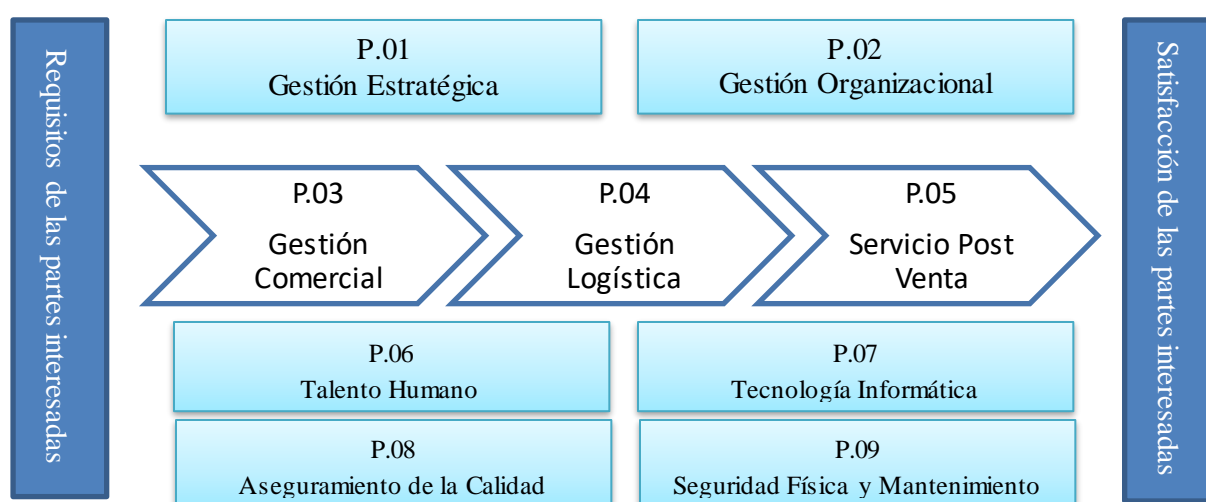 Requisitos de las partes interesadas
P.01
Gestión Estratégica
P.02
Gestión Organizacional
P.03
Gestión
Comercial
P.04
Gestión
Logística
P.05
Servicio Post
Venta
P.06
Talento Humano
P.07
Tecnología Informática
P.08
Aseguramiento de la Calidad
P.09
Seguridad Física y Mantenimiento
Satisfacción de las partes interesadas